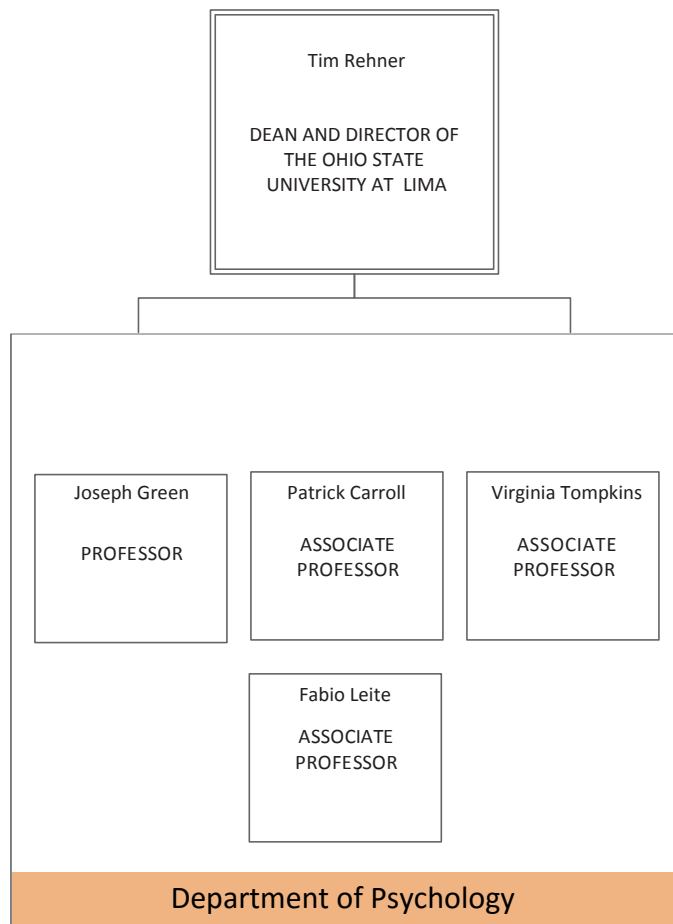 Tim Rehner
DEAN AND DIRECTOR OF
THE OHIO STATE
UNIVERSITY AT LIMA
Joseph Green
PROFESSOR
Patrick Carroll
ASSOCIATE
PROFESSOR
Virginia Tompkins
ASSOCIATE
PROFESSOR
Fabio Leite
ASSOCIATE
PROFESSOR
Department of Psychology